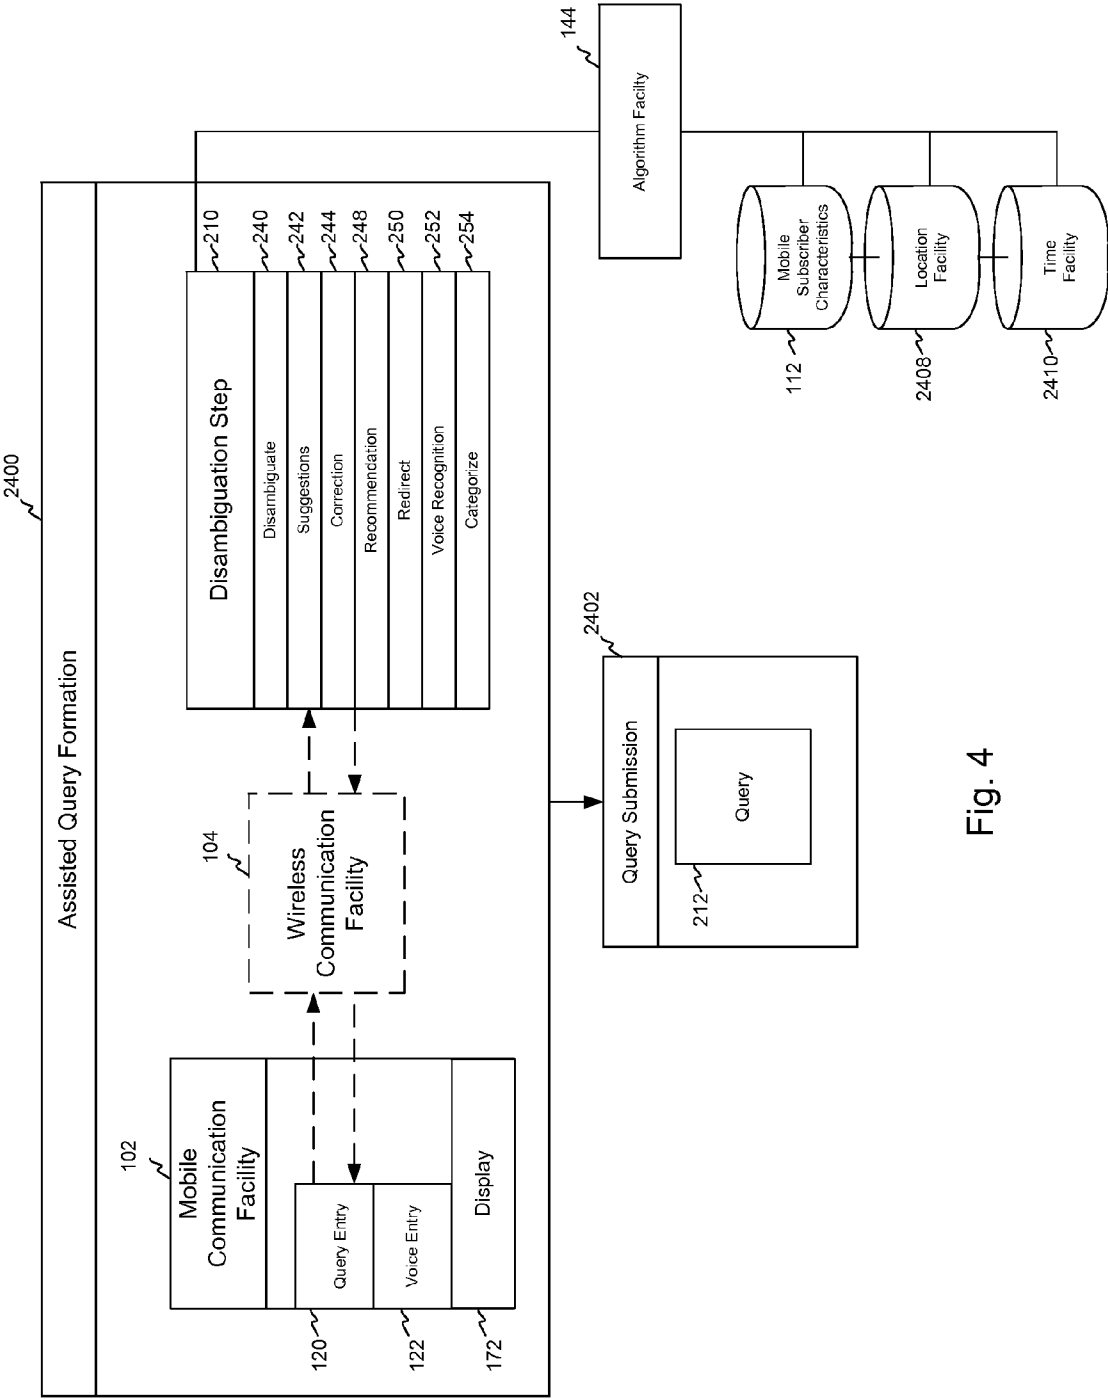 2400
Assisted Query Formation
102
Mobile
Communication
Facility
Query Entry
120
Voice Entry
122
Display
172
104
Wireless
Communication
Facility
Disambiguation Step
210
Disambiguate
240
Suggestions
242
Correction
244
Recommendation
248
Redirect
250
Voice Recognition
252
Categorize
254
Query Submission
2402
Query
212
144
Algorithm Facilty
Mobile
Subscriber
Characteristics
112
Location
Facility
2408
Time
Facility
2410
Fig. 4